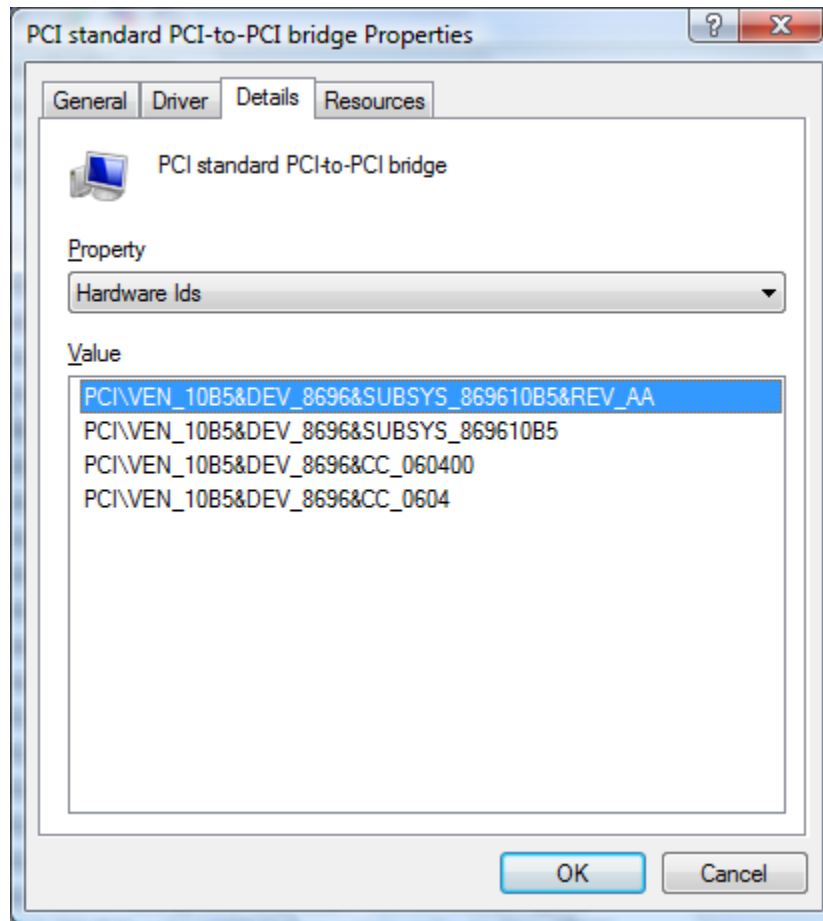 PCI standard PCI-to-PCI bridge Properties
General Driver Details Resources
PCI standard PCI-to-PCI bridge
Property
Hardware Ids
Value
PCI\VEN_10B5&DEV_8696&SUBSYS_869610B5&REV_AA
PCI\VEN_10B5&DEV_8696&SUBSYS_869610B5
PCI\VEN_10B5&DEV_8696&CC_060400
PCI\VEN_10B5&DEV_8696&CC_0604
OK Cancel